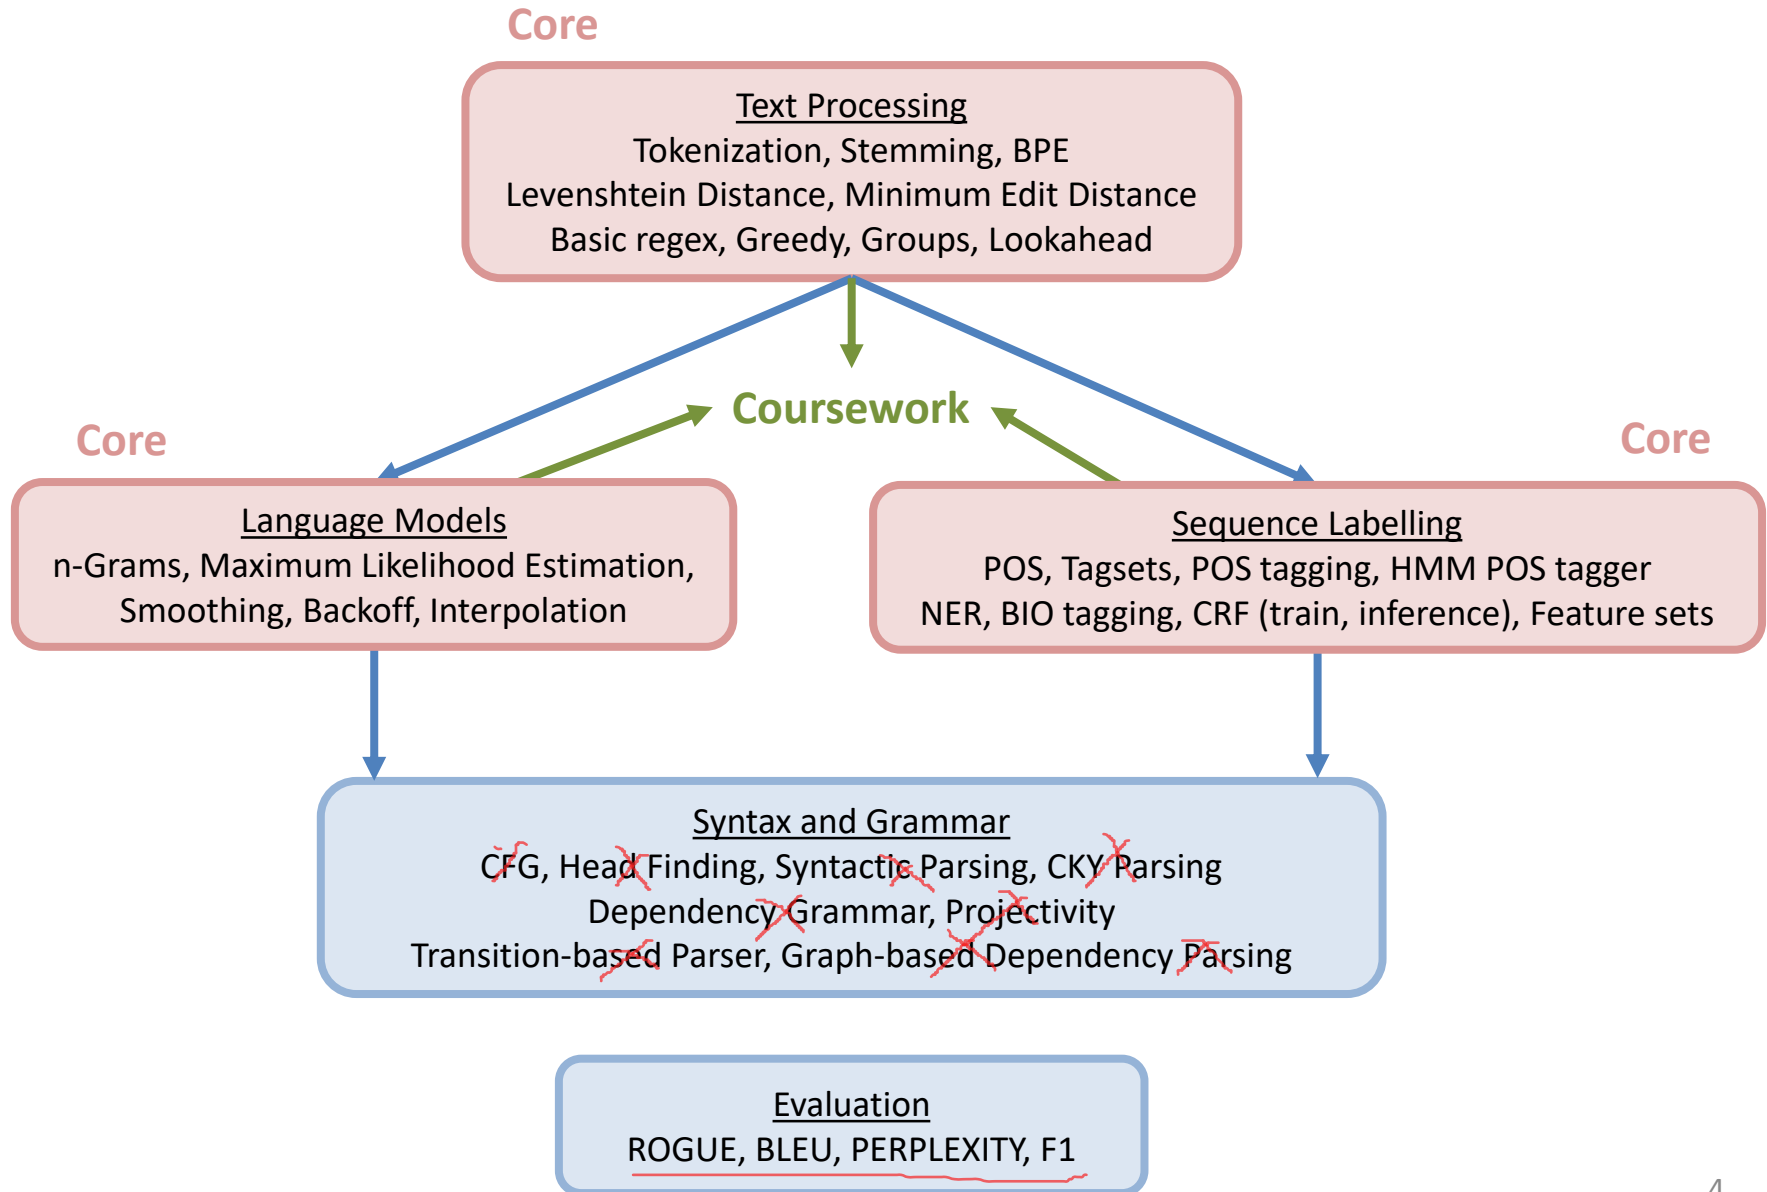 Core
Text Processing
Tokenization, Stemming, BPE
Levenshtein Distance, Minimum Edit Distance
Basic regex, Greedy, Groups, Lookahead
Coursework
Core
Core
Language Models
n-Grams, Maximum Likelihood Estimation,
Smoothing, Backoff, Interpolation
Sequence Labelling
POS, Tagsets, POS tagging, HMM POS tagger
NER, BIO tagging, CRF (train, inference), Feature sets
Syntax and Grammar
CFG, Head Finding, Syntactic Parsing, CKY Parsing
Dependency Grammar, Projectivity
Transition-based Parser, Graph-based Dependency Parsing
Evaluation
ROGUE, BLEU, PERPLEXITY, F1
4